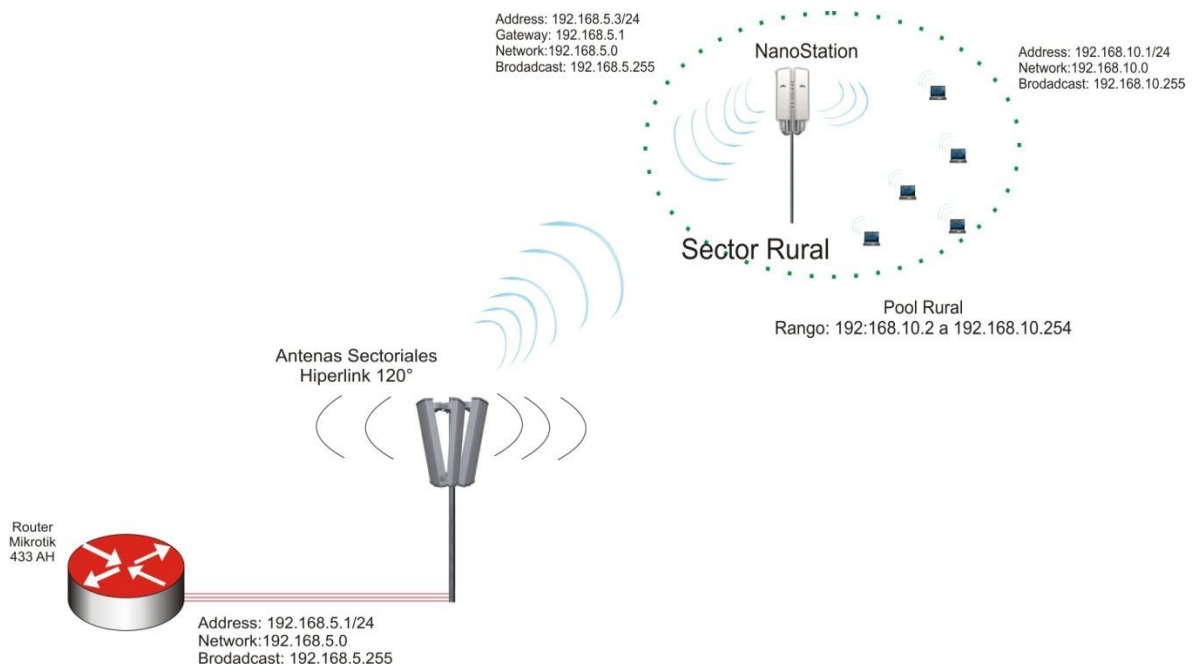 Address: 192.168.5.3/24
Gateway: 192.168.5.1
Network:192.168.5.0
Brodadcast: 192.168.5.255
NanoStation
Address: 192.168.10.1/24
Network:192.168.10.0
Brodadcast: 192.168.10.255
Sector Rural
Pool Rural
Rango: 192:168.10.2 a 192.168.10.254
Antenas Sectoriales
Hiperlink 120°
Router
Mikrotik
433 AH
Address: 192.168.5.1/24
Network:192.168.5.0
Brodadcast: 192.168.5.255